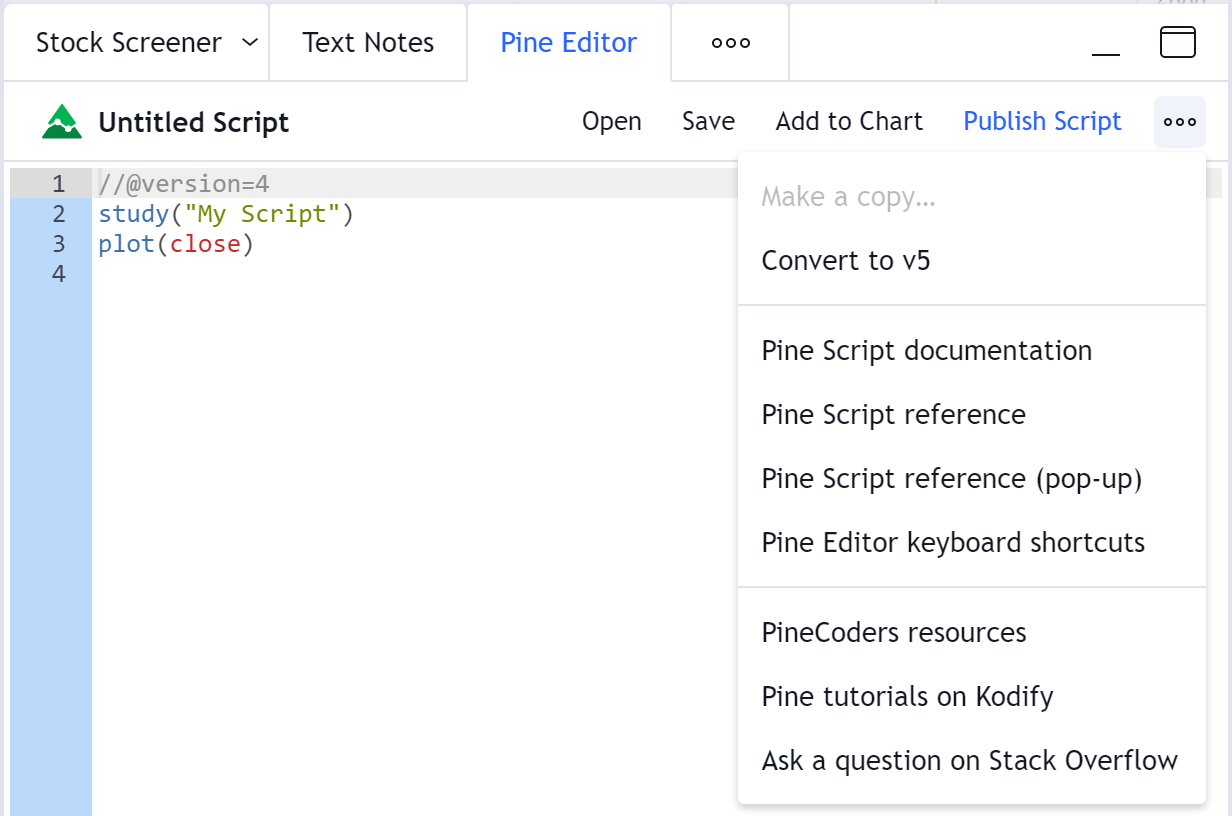 Stock Screener Text Notes Pine Editor
Untitled Script Open Save Add to Chart Publish Script
1 //@version=4
2 study("My Script")
3 plot(close)
4
Make a copy...
Convert to v5
Pine Script documentation
Pine Script reference
Pine Script reference (pop-up)
Pine Editor keyboard shortcuts
PineCoders resources
Pine tutorials on Kodify
Ask a question on Stack Overflow